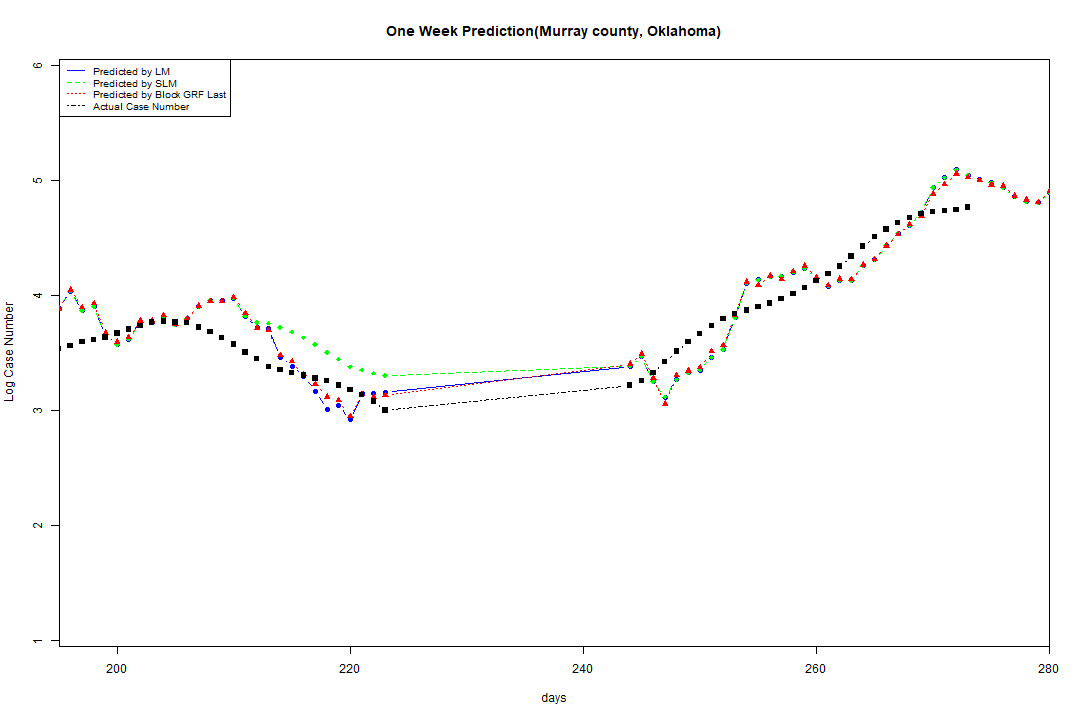 One Week Prediction(Murray county, Oklahoma)
Predicted by LM
Predicted by SLM
Predicted by Block GRF Last
Actual Case Number
6
5
4
3
2
1
Log Case Number
200 220 240 260 280
days